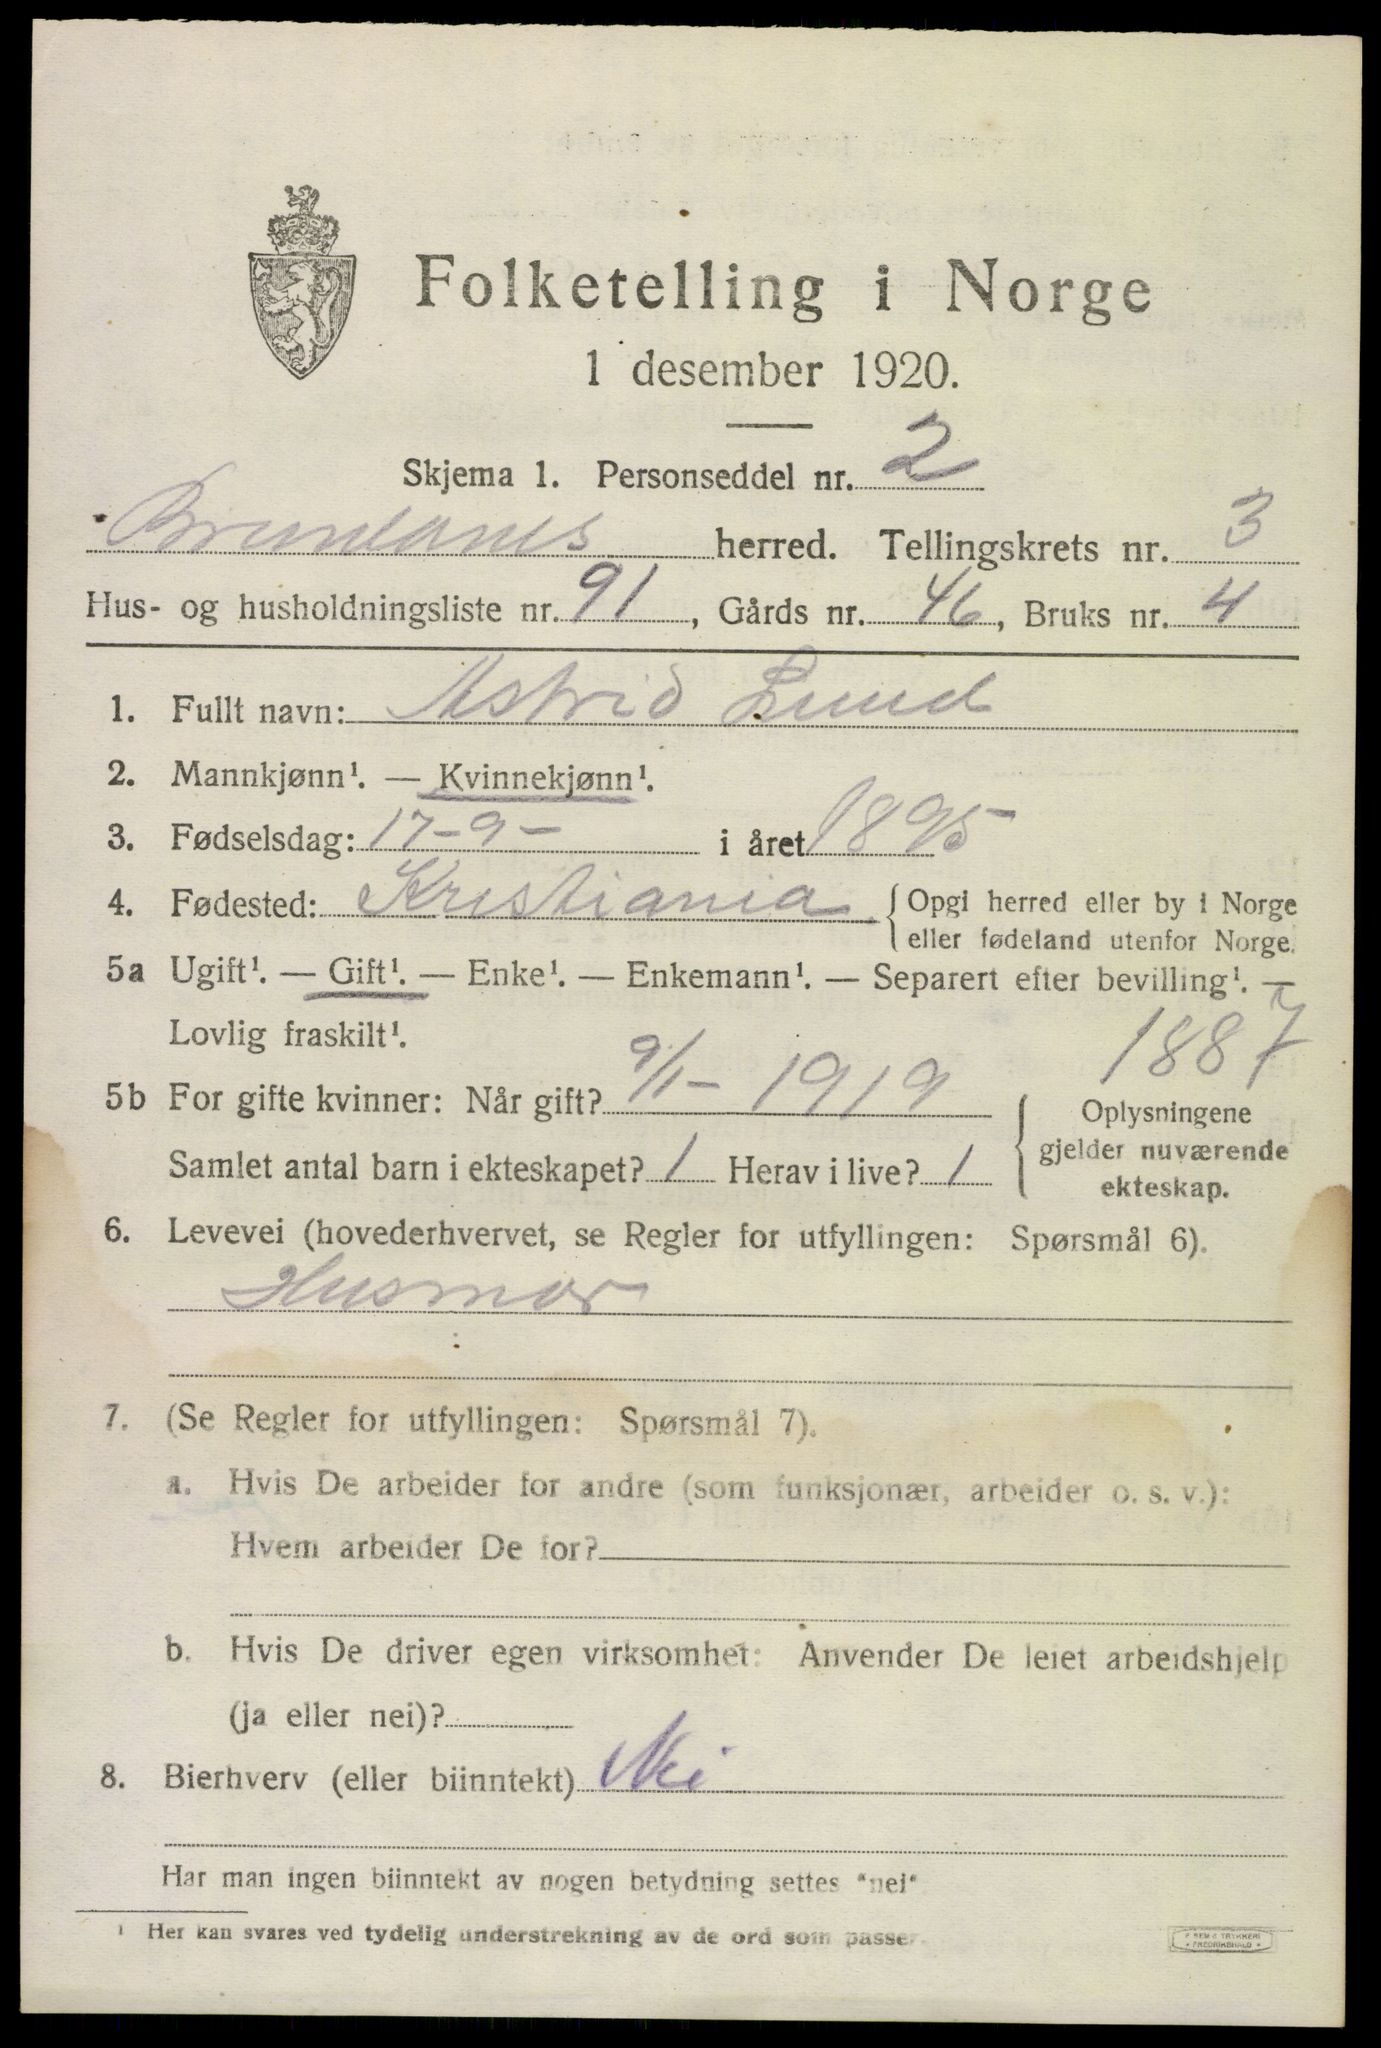 Folketelling i Norge
1 desember 1920.
Skjema 1. Personseddel nr. 2
Brunlanes herred. Tellingskrets nr. 3
Hus- og husholdningsliste nr. 91, Gårds nr. 46, Bruks nr. 4
1. Fullt navn: Astrid Lund
2. Mannkjønn¹. — Kvinnekjønn¹.
3. Fødselsdag: 17-9- i året 1895
4. Fødested: Kristiania { Opgi herred eller by i Norge
eller fødeland utenfor Norge.
5a Ugift¹. — Gift¹. — Enke¹. — Enkemann¹. — Separert efter bevilling¹. —
Lovlig fraskilt¹.
1887
5b For gifte kvinner: Når gift? 9/1- 1919 { Oplysningene
gjelder nuværende
ekteskap.
Samlet antal barn i ekteskapet? 1 Herav i live? 1
6. Levevei (hovederhvervet, se Regler for utfyllingen: Spørsmål 6).
Husmor
7. (Se Regler for utfyllingen: Spørsmål 7).
a. Hvis De arbeider for andre (som funksjonær, arbeider o. s. v.):
Hvem arbeider De for?
b. Hvis De driver egen virksomhet: Anvender De leiet arbeidshjelp
(ja eller nei)?
8. Bierhverv (eller biinntekt) Nei
Har man ingen biinntekt av nogen betydning settes "nei"
¹ Her kan svares ved tydelig understrekning av de ord som passer.
TRYKKERI
FREDRIKSHALD